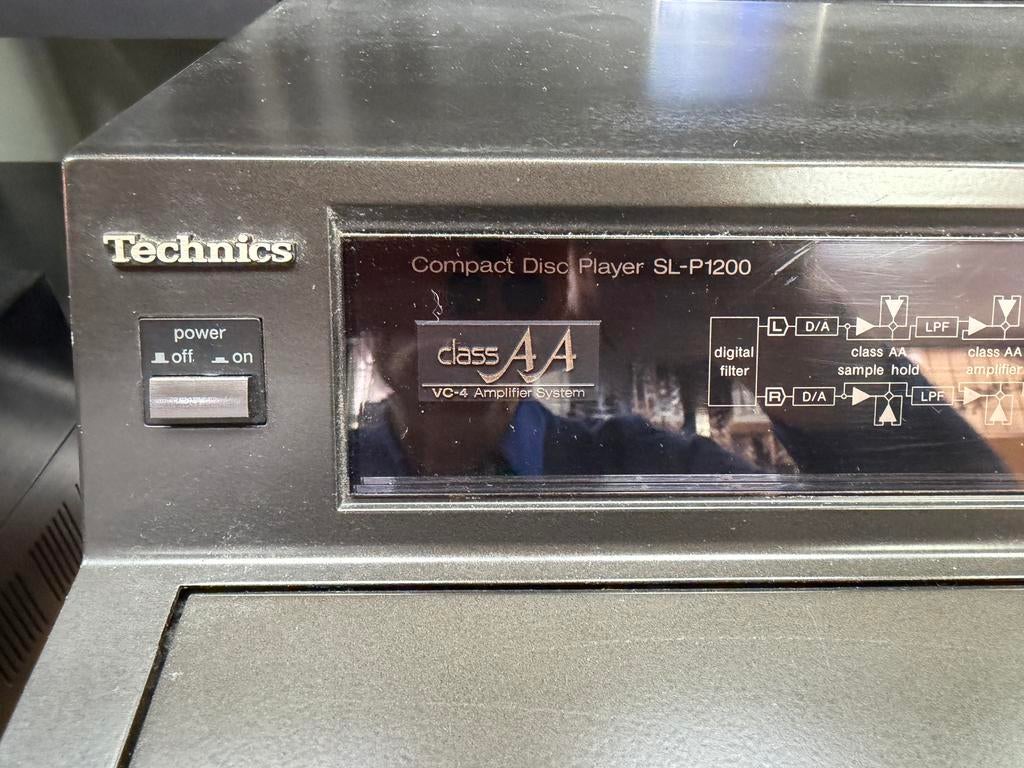 Technics
power
off on
Compact Disc Player SL-P1200
class AA
VC-4 Amplifier System
digital
filter
L D/A LPF
class AA class AA
sample hold amplifier
R D/A LPF